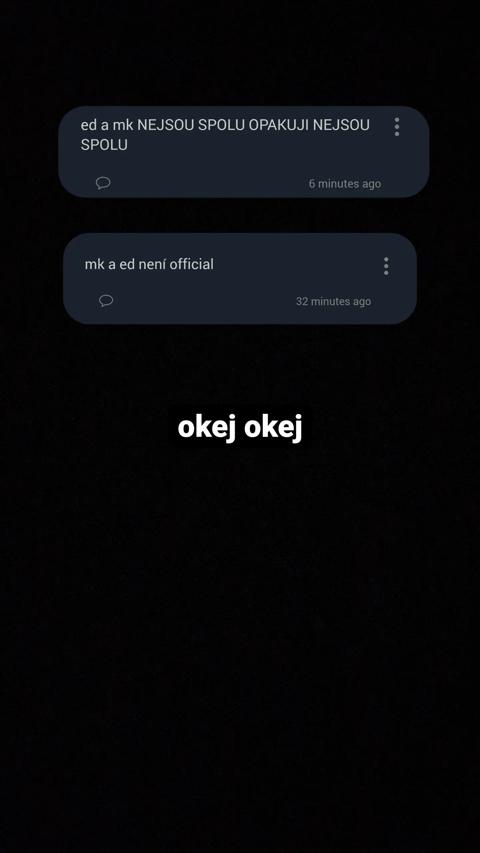 ed a mk NEJSOU SPOLU OPAKUJI NEJSOU
SPOLU
6 minutes ago
mk a ed není official
32 minutes ago
okej okej